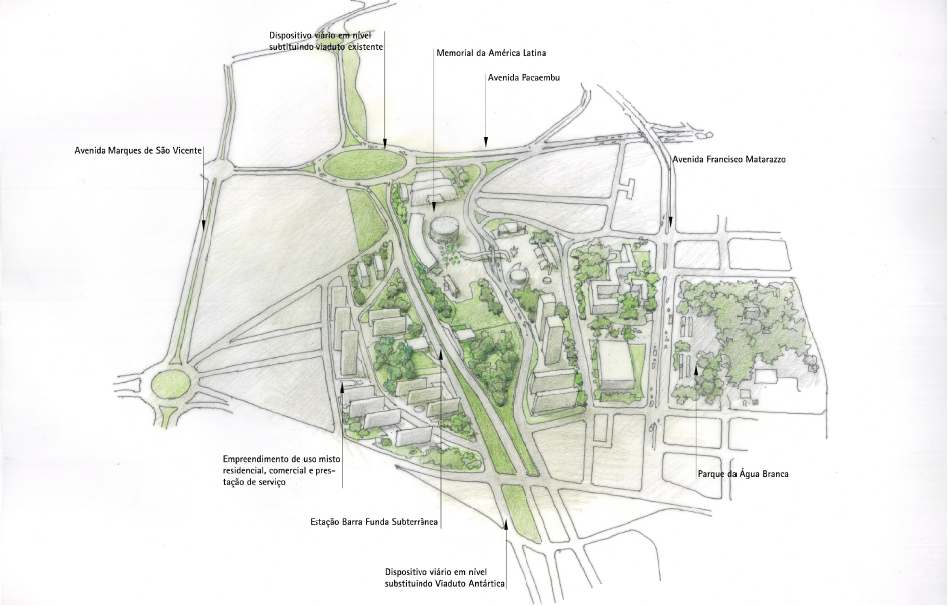 Dispositivo viário em nível
substituindo viaduto existente
Memorial da América Latina
Avenida Pacaembu
Avenida Marques de São Vicente
Avenida Francisco Matarazzo
Empreendimento de uso misto
residencial, comercial e pres-
tação de serviço
Parque da Água Branca
Estação Barra Funda Subterrânea
Dispositivo viário em nível
substituindo Viaduto Antártica